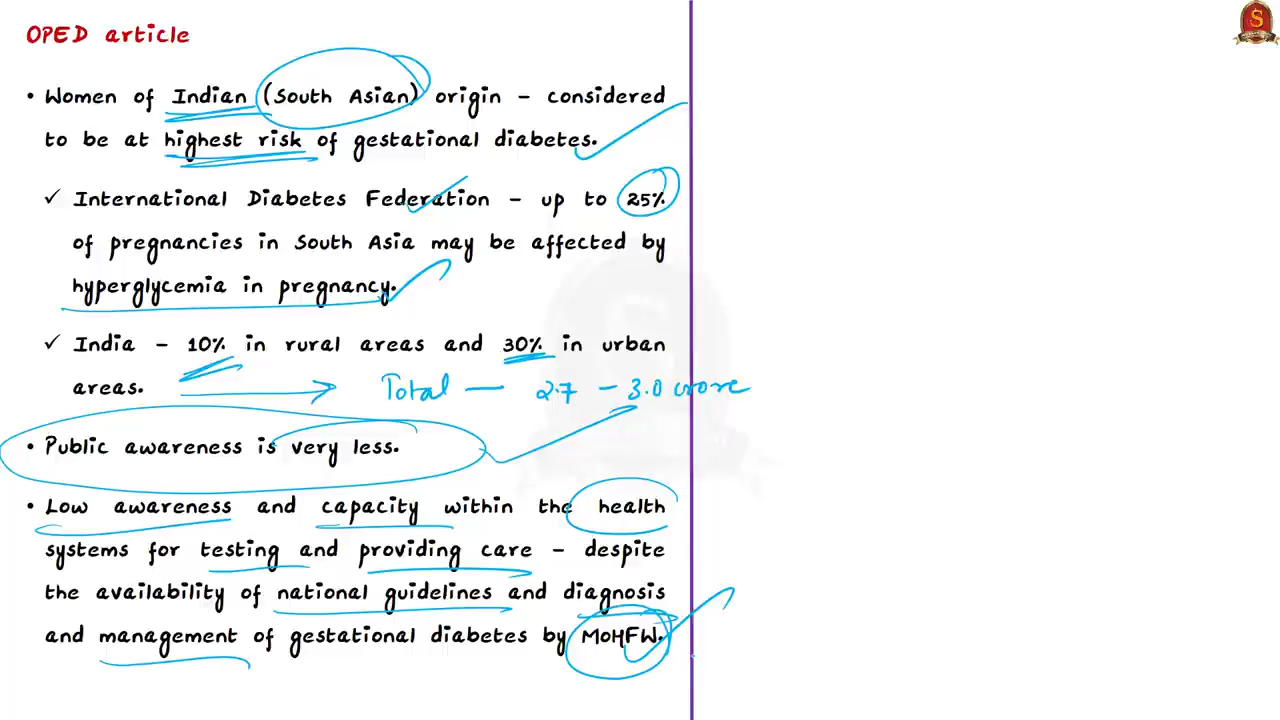 OPED article
• Women of Indian (South Asian) origin – considered
to be at highest risk of gestational diabetes.
✓ International Diabetes Federation – up to 25%
of pregnancies in South Asia may be affected by
hyperglycemia in pregnancy.
✓ India – 10% in rural areas and 30% in urban
areas. → Total — 2.7 – 3.0 crore
• Public awareness is very less.
• Low awareness and capacity within the health
systems for testing and providing care – despite
the availability of national guidelines and diagnosis
and management of gestational diabetes by MoHFW.
S